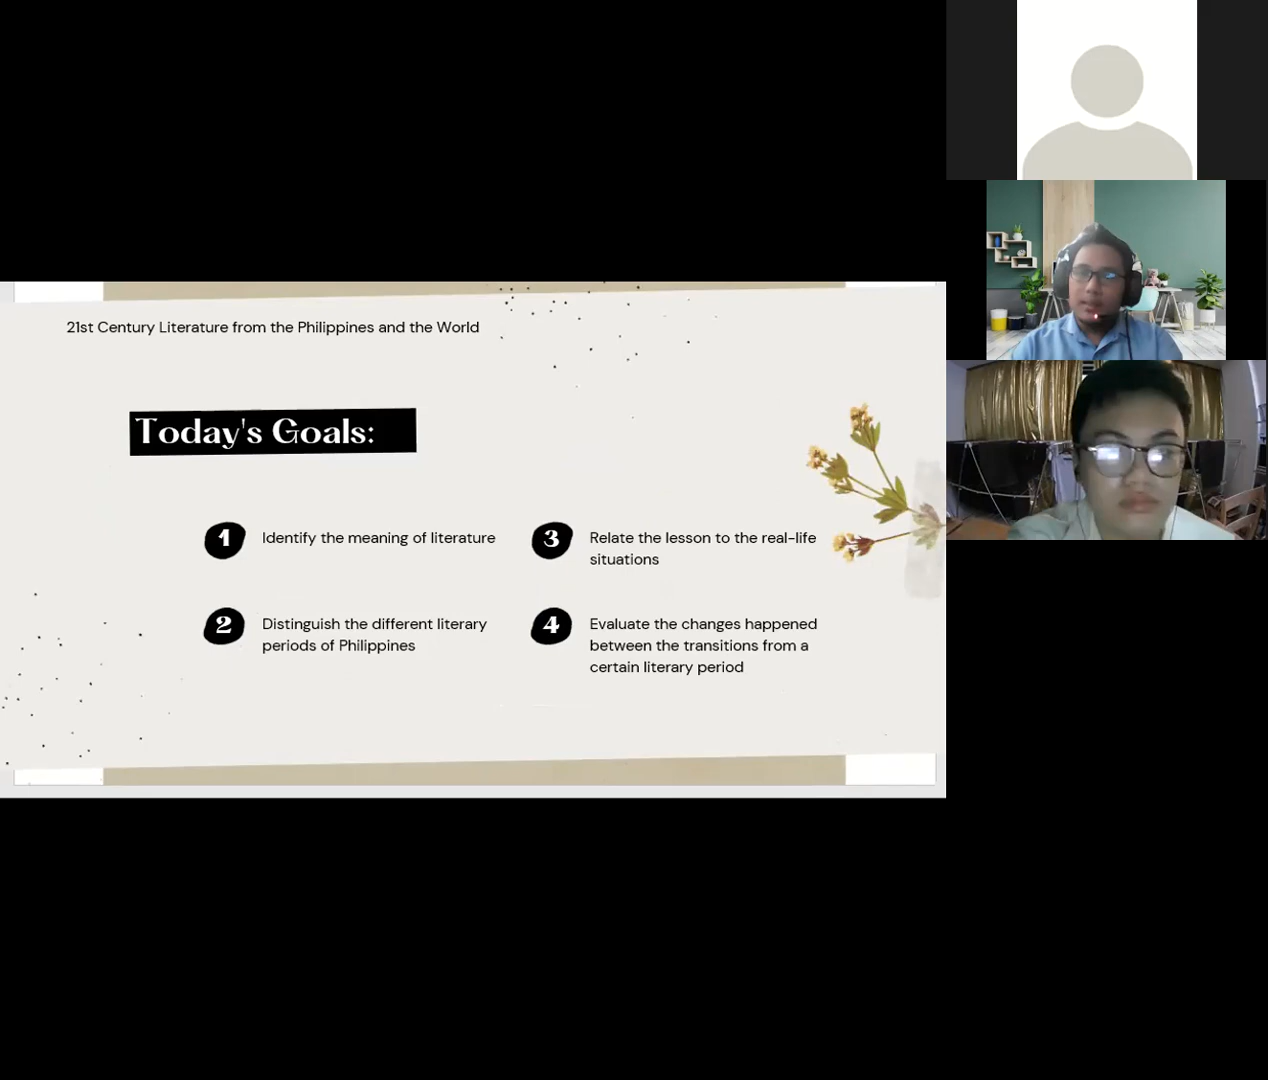 21st Century Literature from the Philippines and the World
Today's Goals:
1
Identify the meaning of literature
2
Distinguish the different literary
periods of Philippines
3
Relate the lesson to the real-life
situations
4
Evaluate the changes happened
between the transitions from a
certain literary period